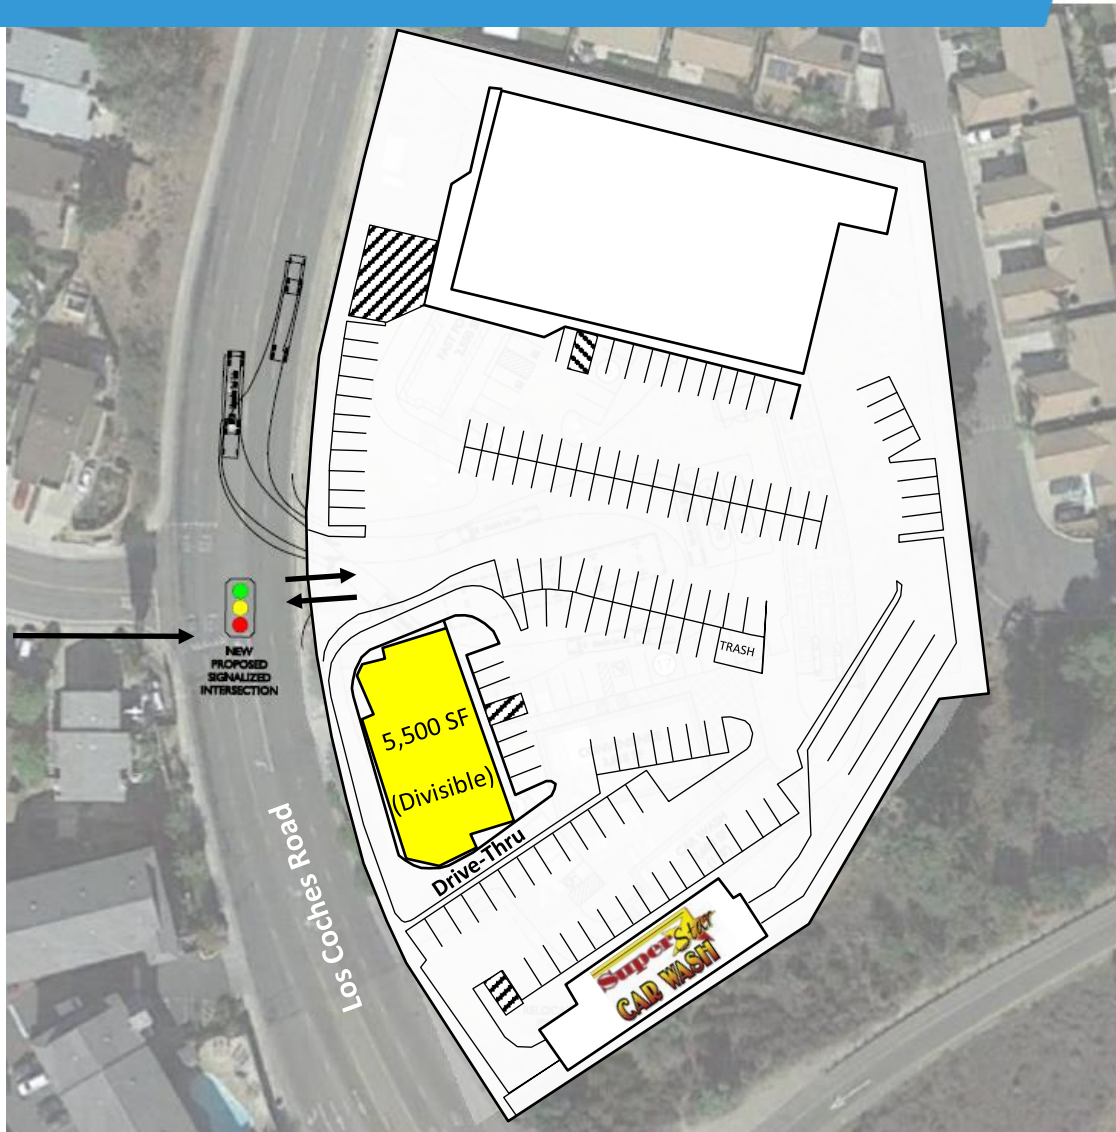 TRASH
5,500 SF
(Divisible)
Drive-Thru
NEW
PROPOSED
SIGNALIZED
INTERSECTION
Los Coches Road
SuperStar
CAR WASH